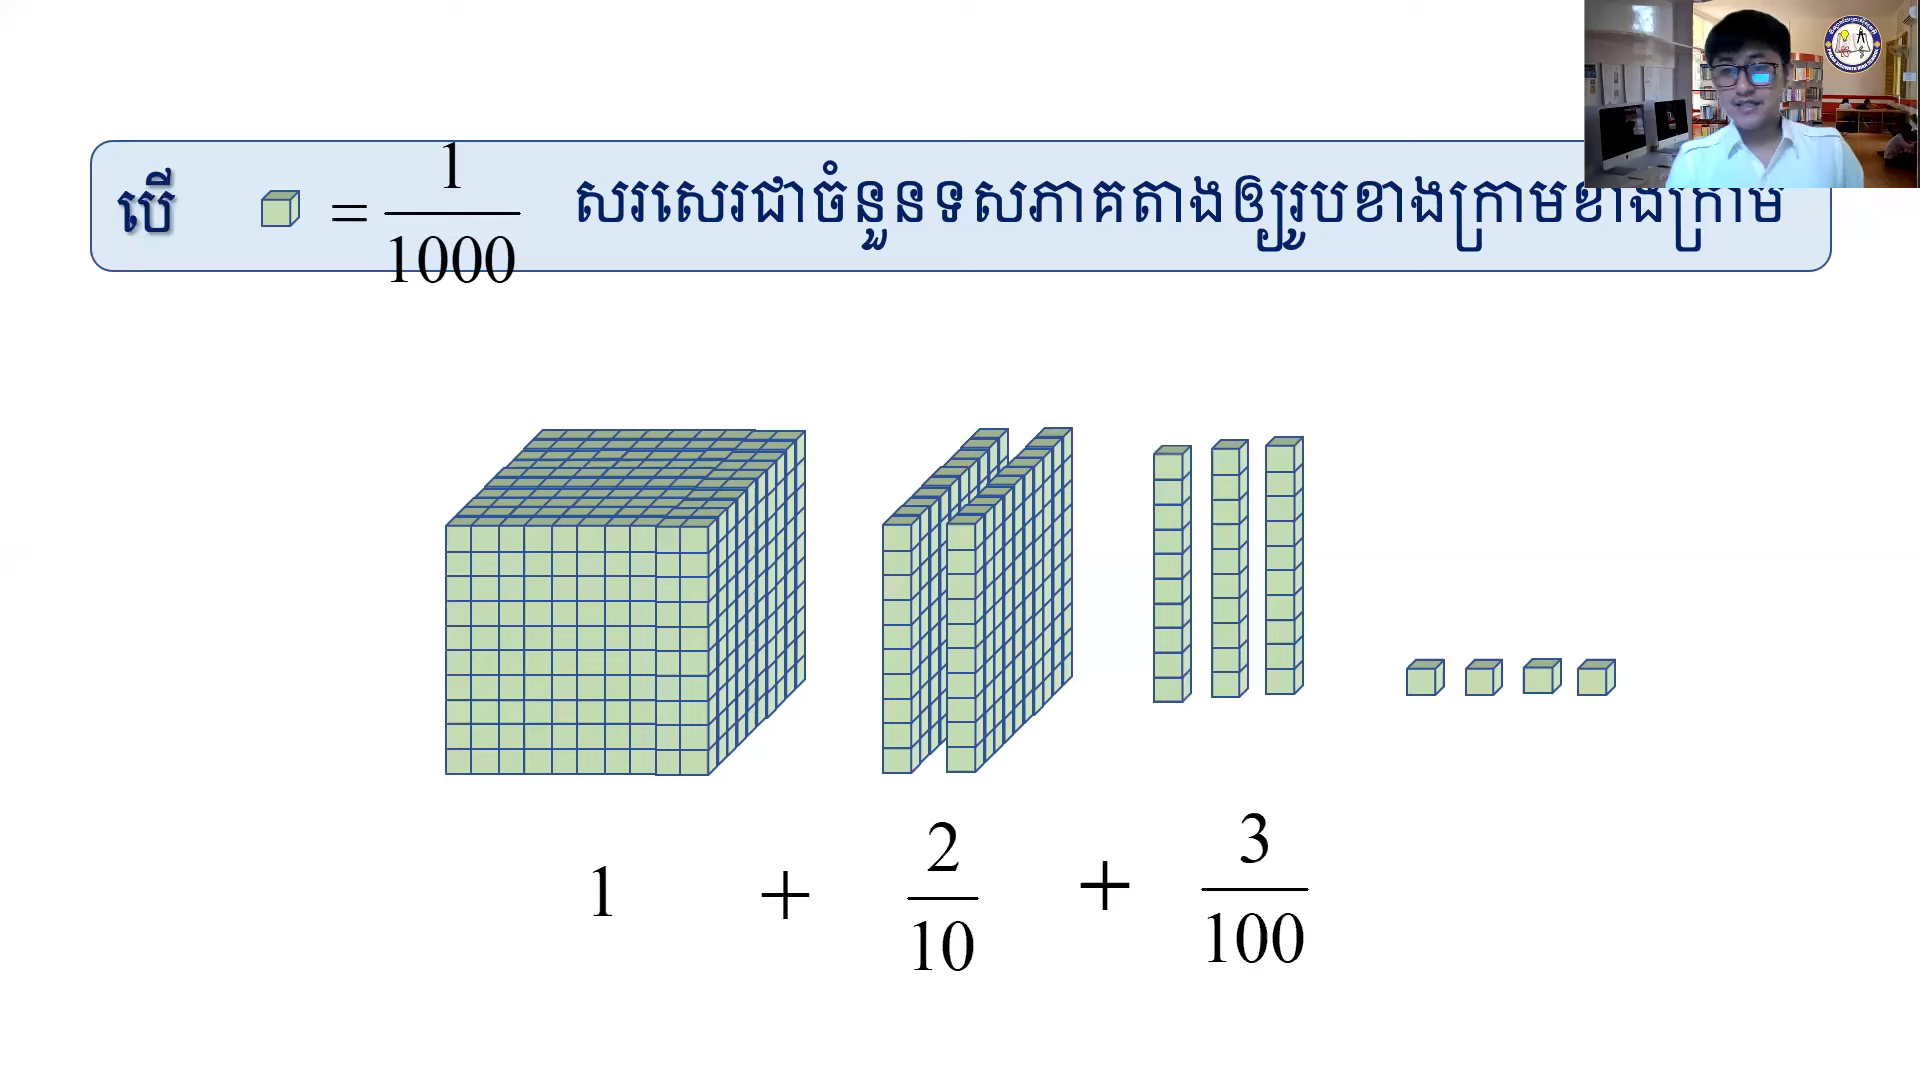 បើ = 1/1000 សរសេរជាចំនួនទសភាគតាងឲ្យរូបខាងក្រាមខាងក្រាម
1 + 2/10 + 3/100